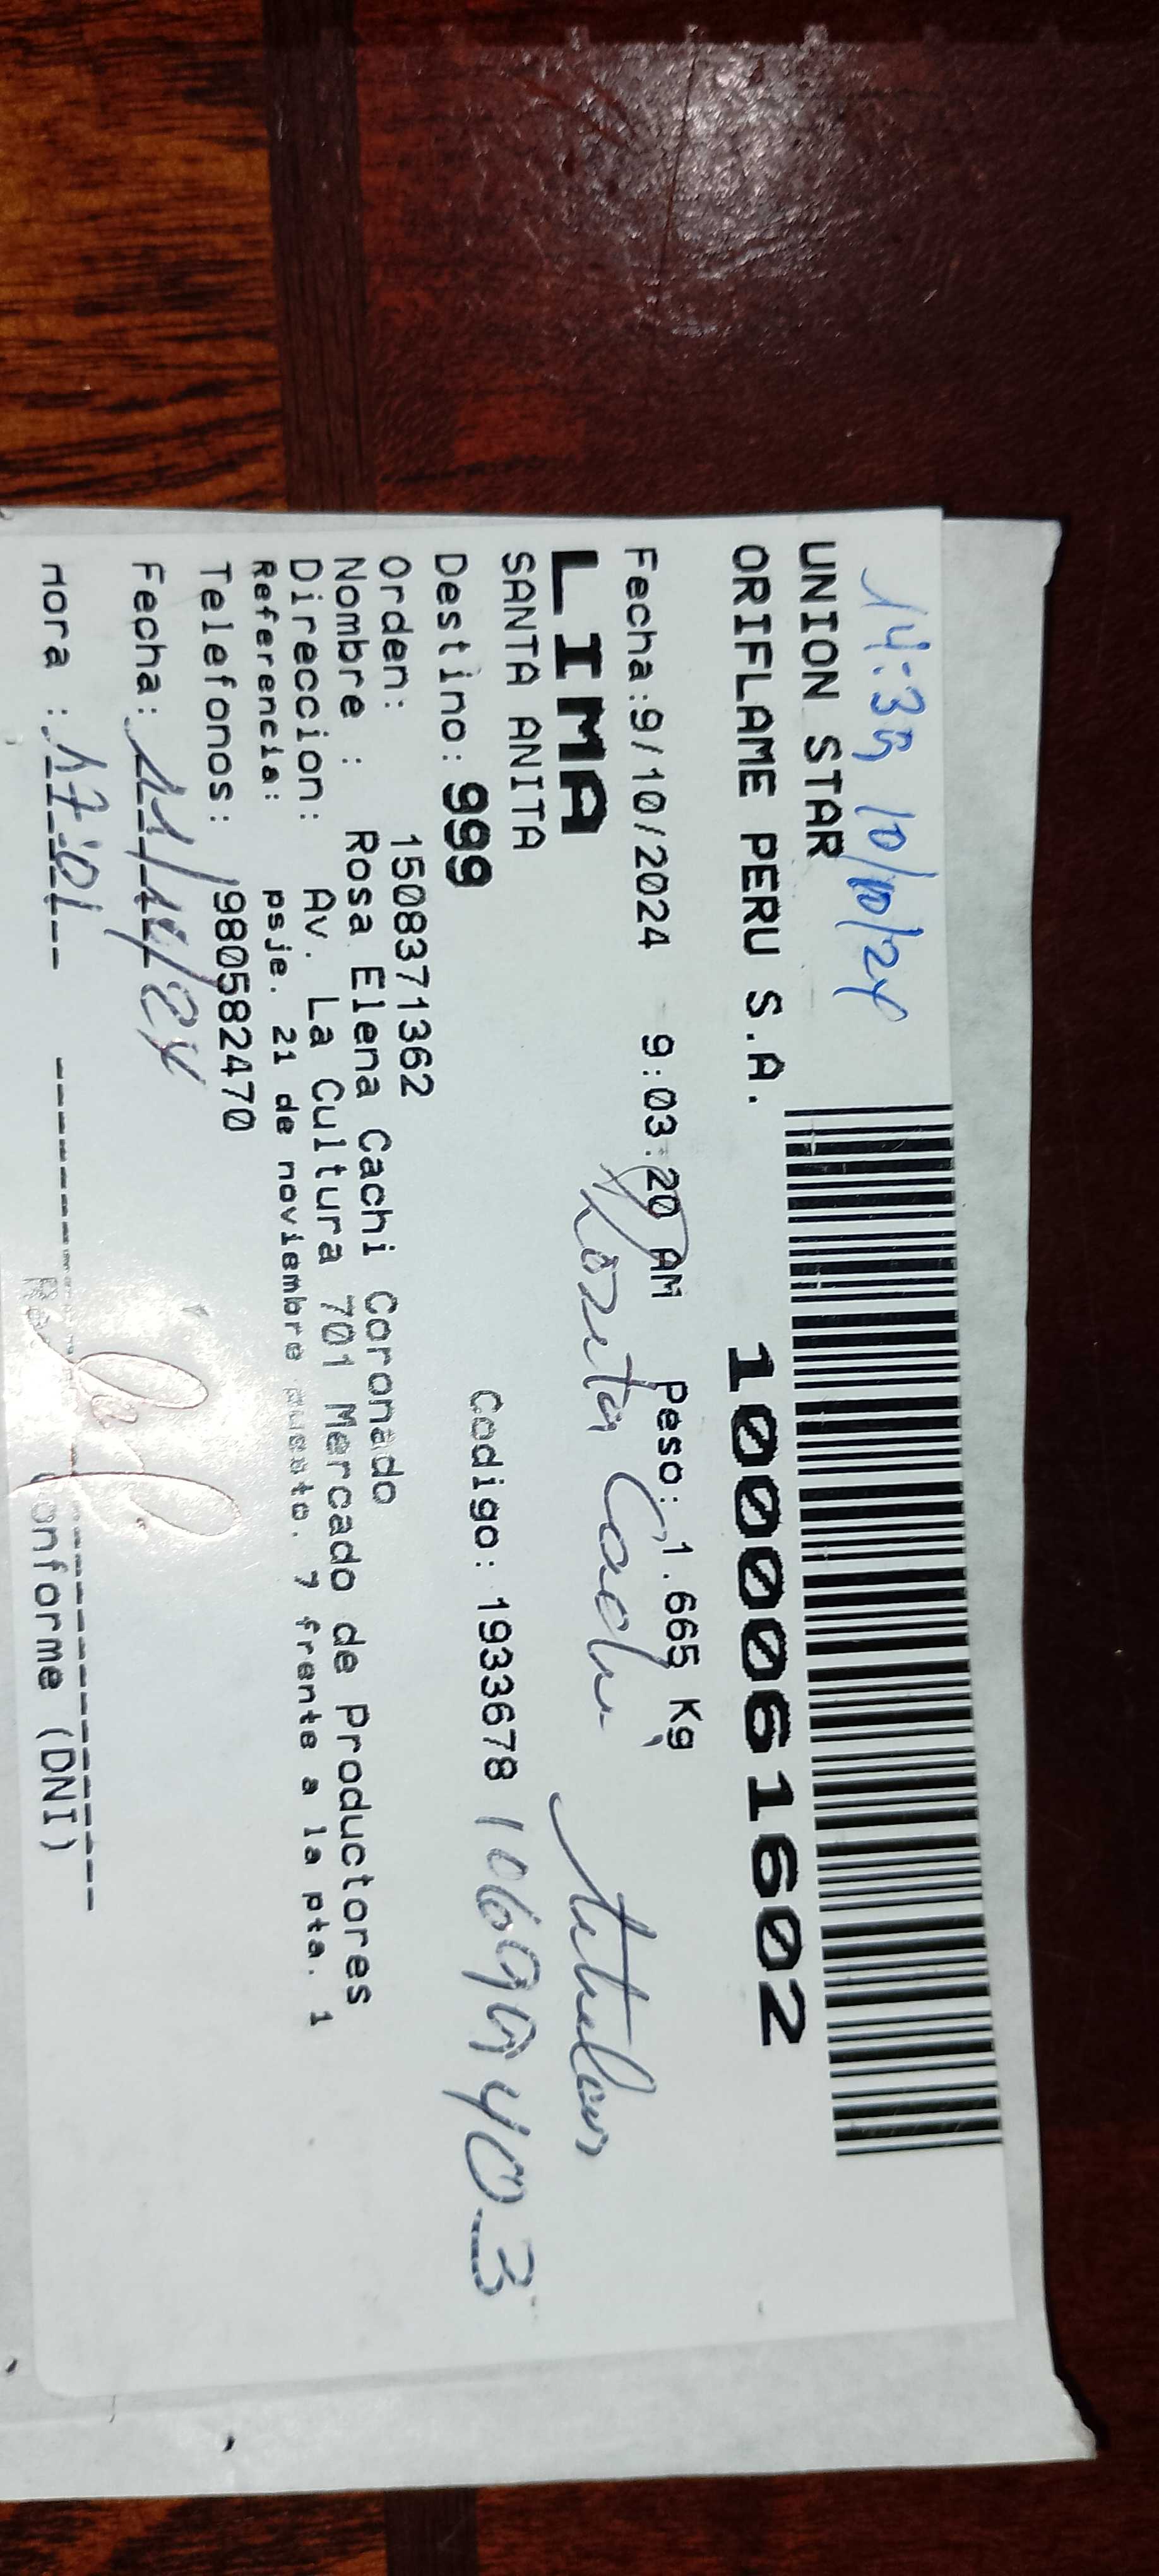 14:35 10/10/24
UNION STAR
ORIFLAME PERU S.A. 1000061602
Fecha:9/10/2024 9:03:20 AM Peso:1.665 Kg
LIMA Rosita Cachi titular
SANTA ANITA
Destino: 999 Codigo: 1933678
Orden: 1508371362
Nombre : Rosa Elena Cachi Coronado
Direccion: Av. La Cultura 701 Mercado de Productores
Referencia: psje. 21 de noviembre puesto. 7 frente a la pta. 1
Telefonos: 980582470
Fecha: 11/10/24
Hora : 17:01
Conforme (DNI)